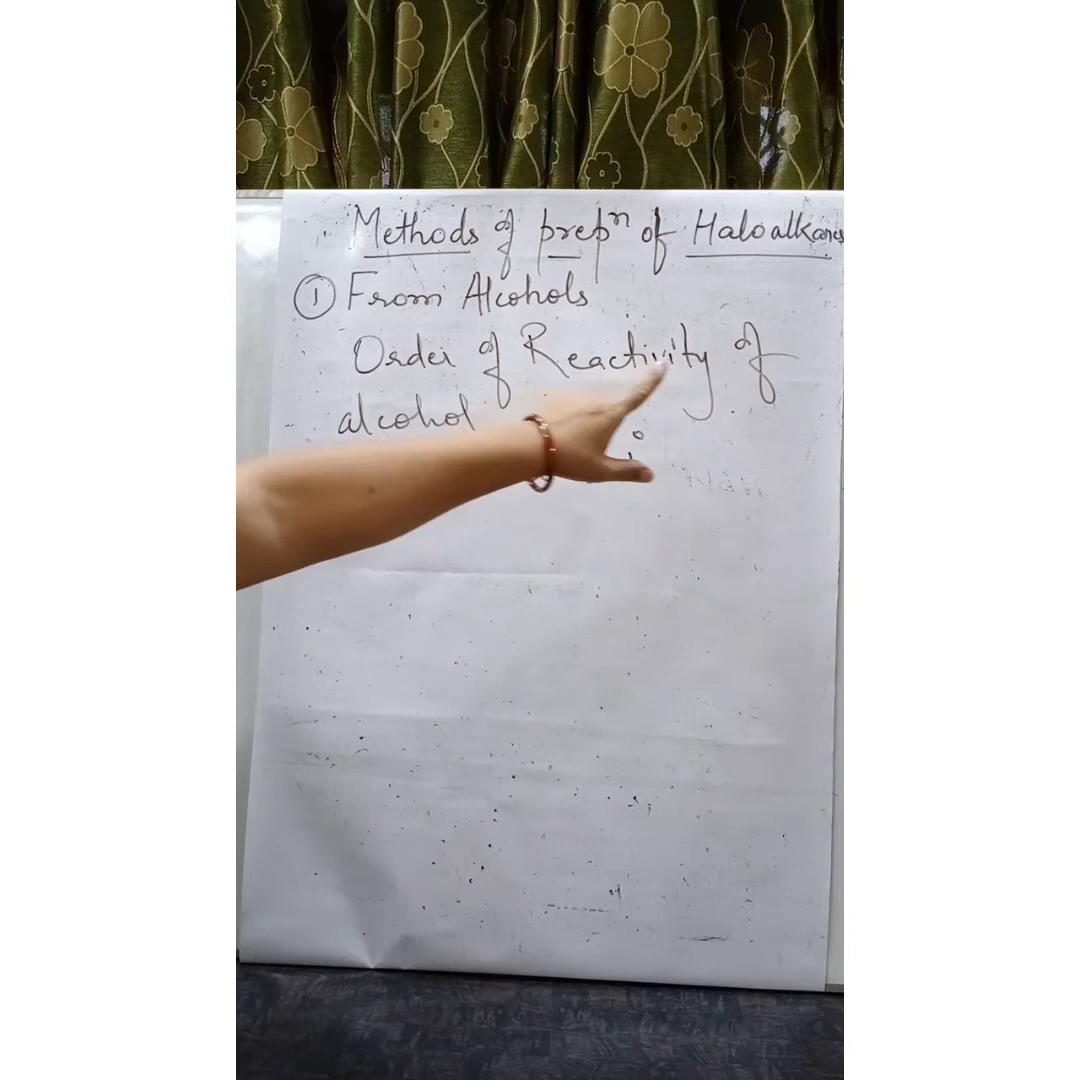 Methods of prepⁿ of Haloalkanes
① From Alcohols
Order of Reactivity of
alcohol